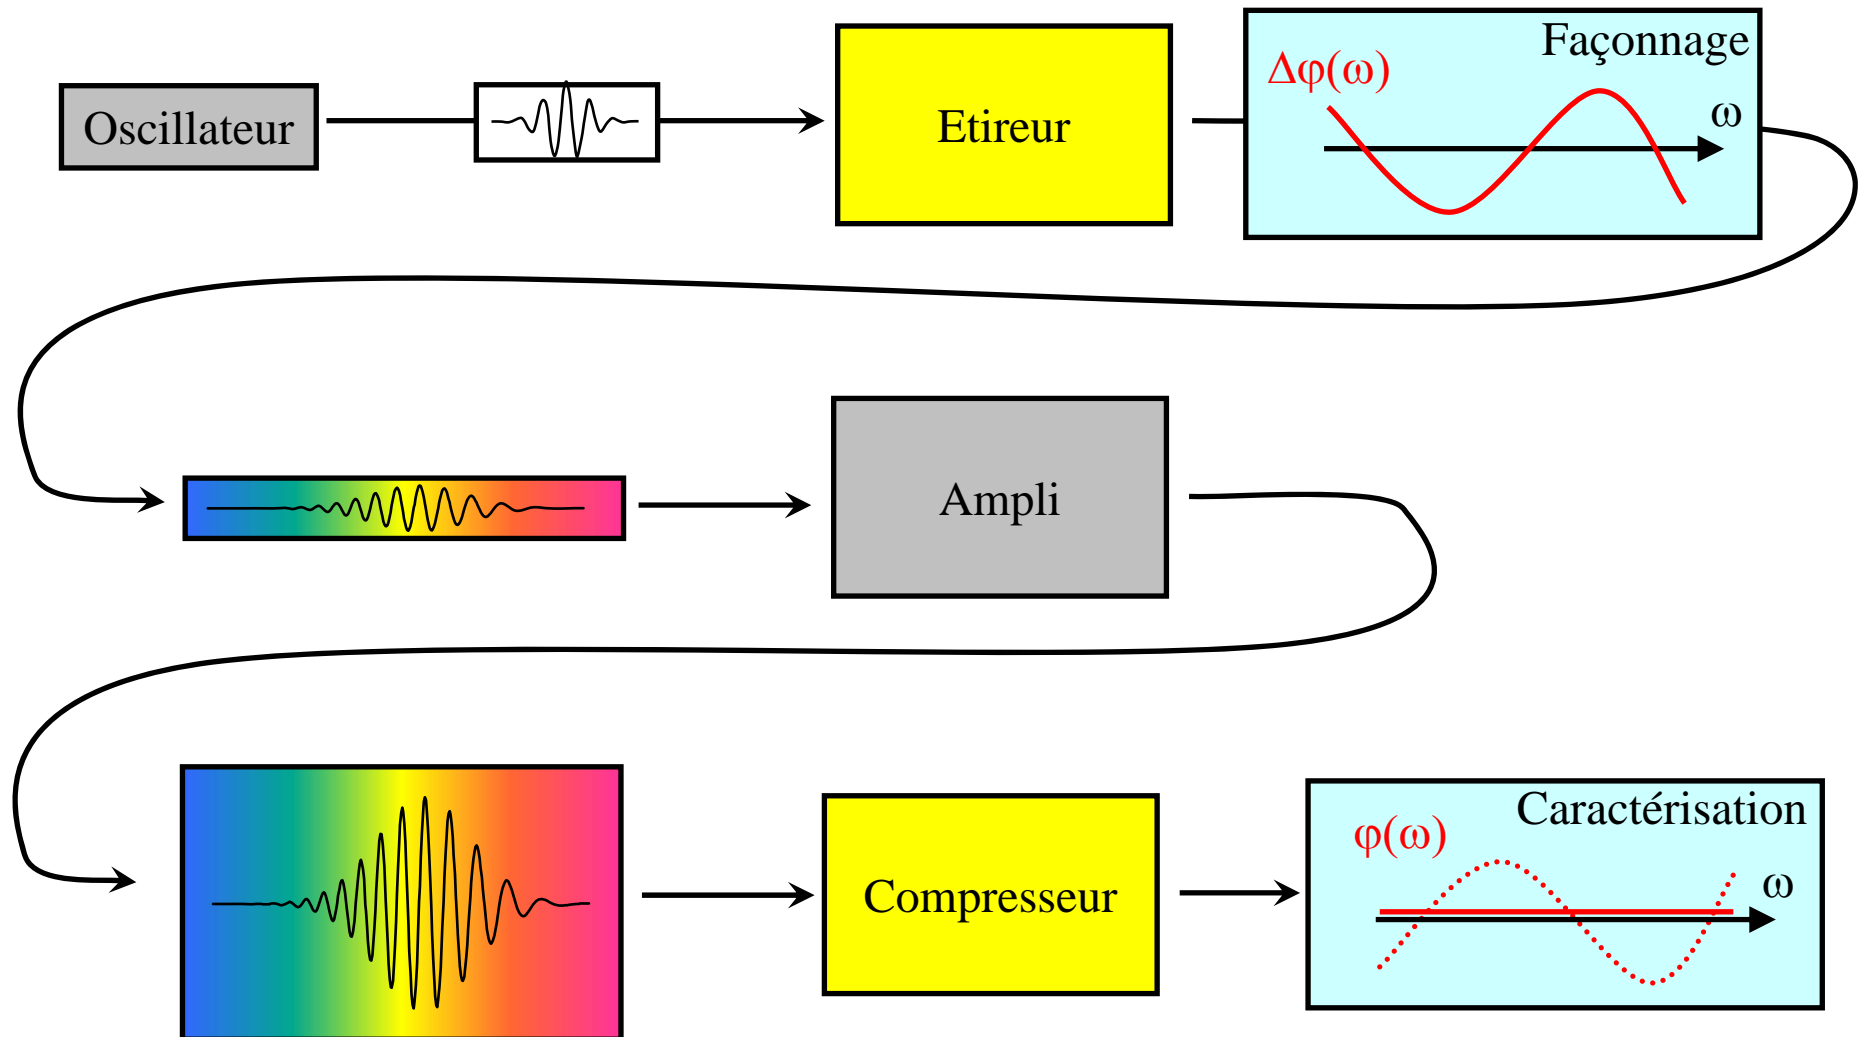 Oscillateur
Etireur
Façonnage
Δφ(ω)
ω
Ampli
Compresseur
Caractérisation
φ(ω)
ω